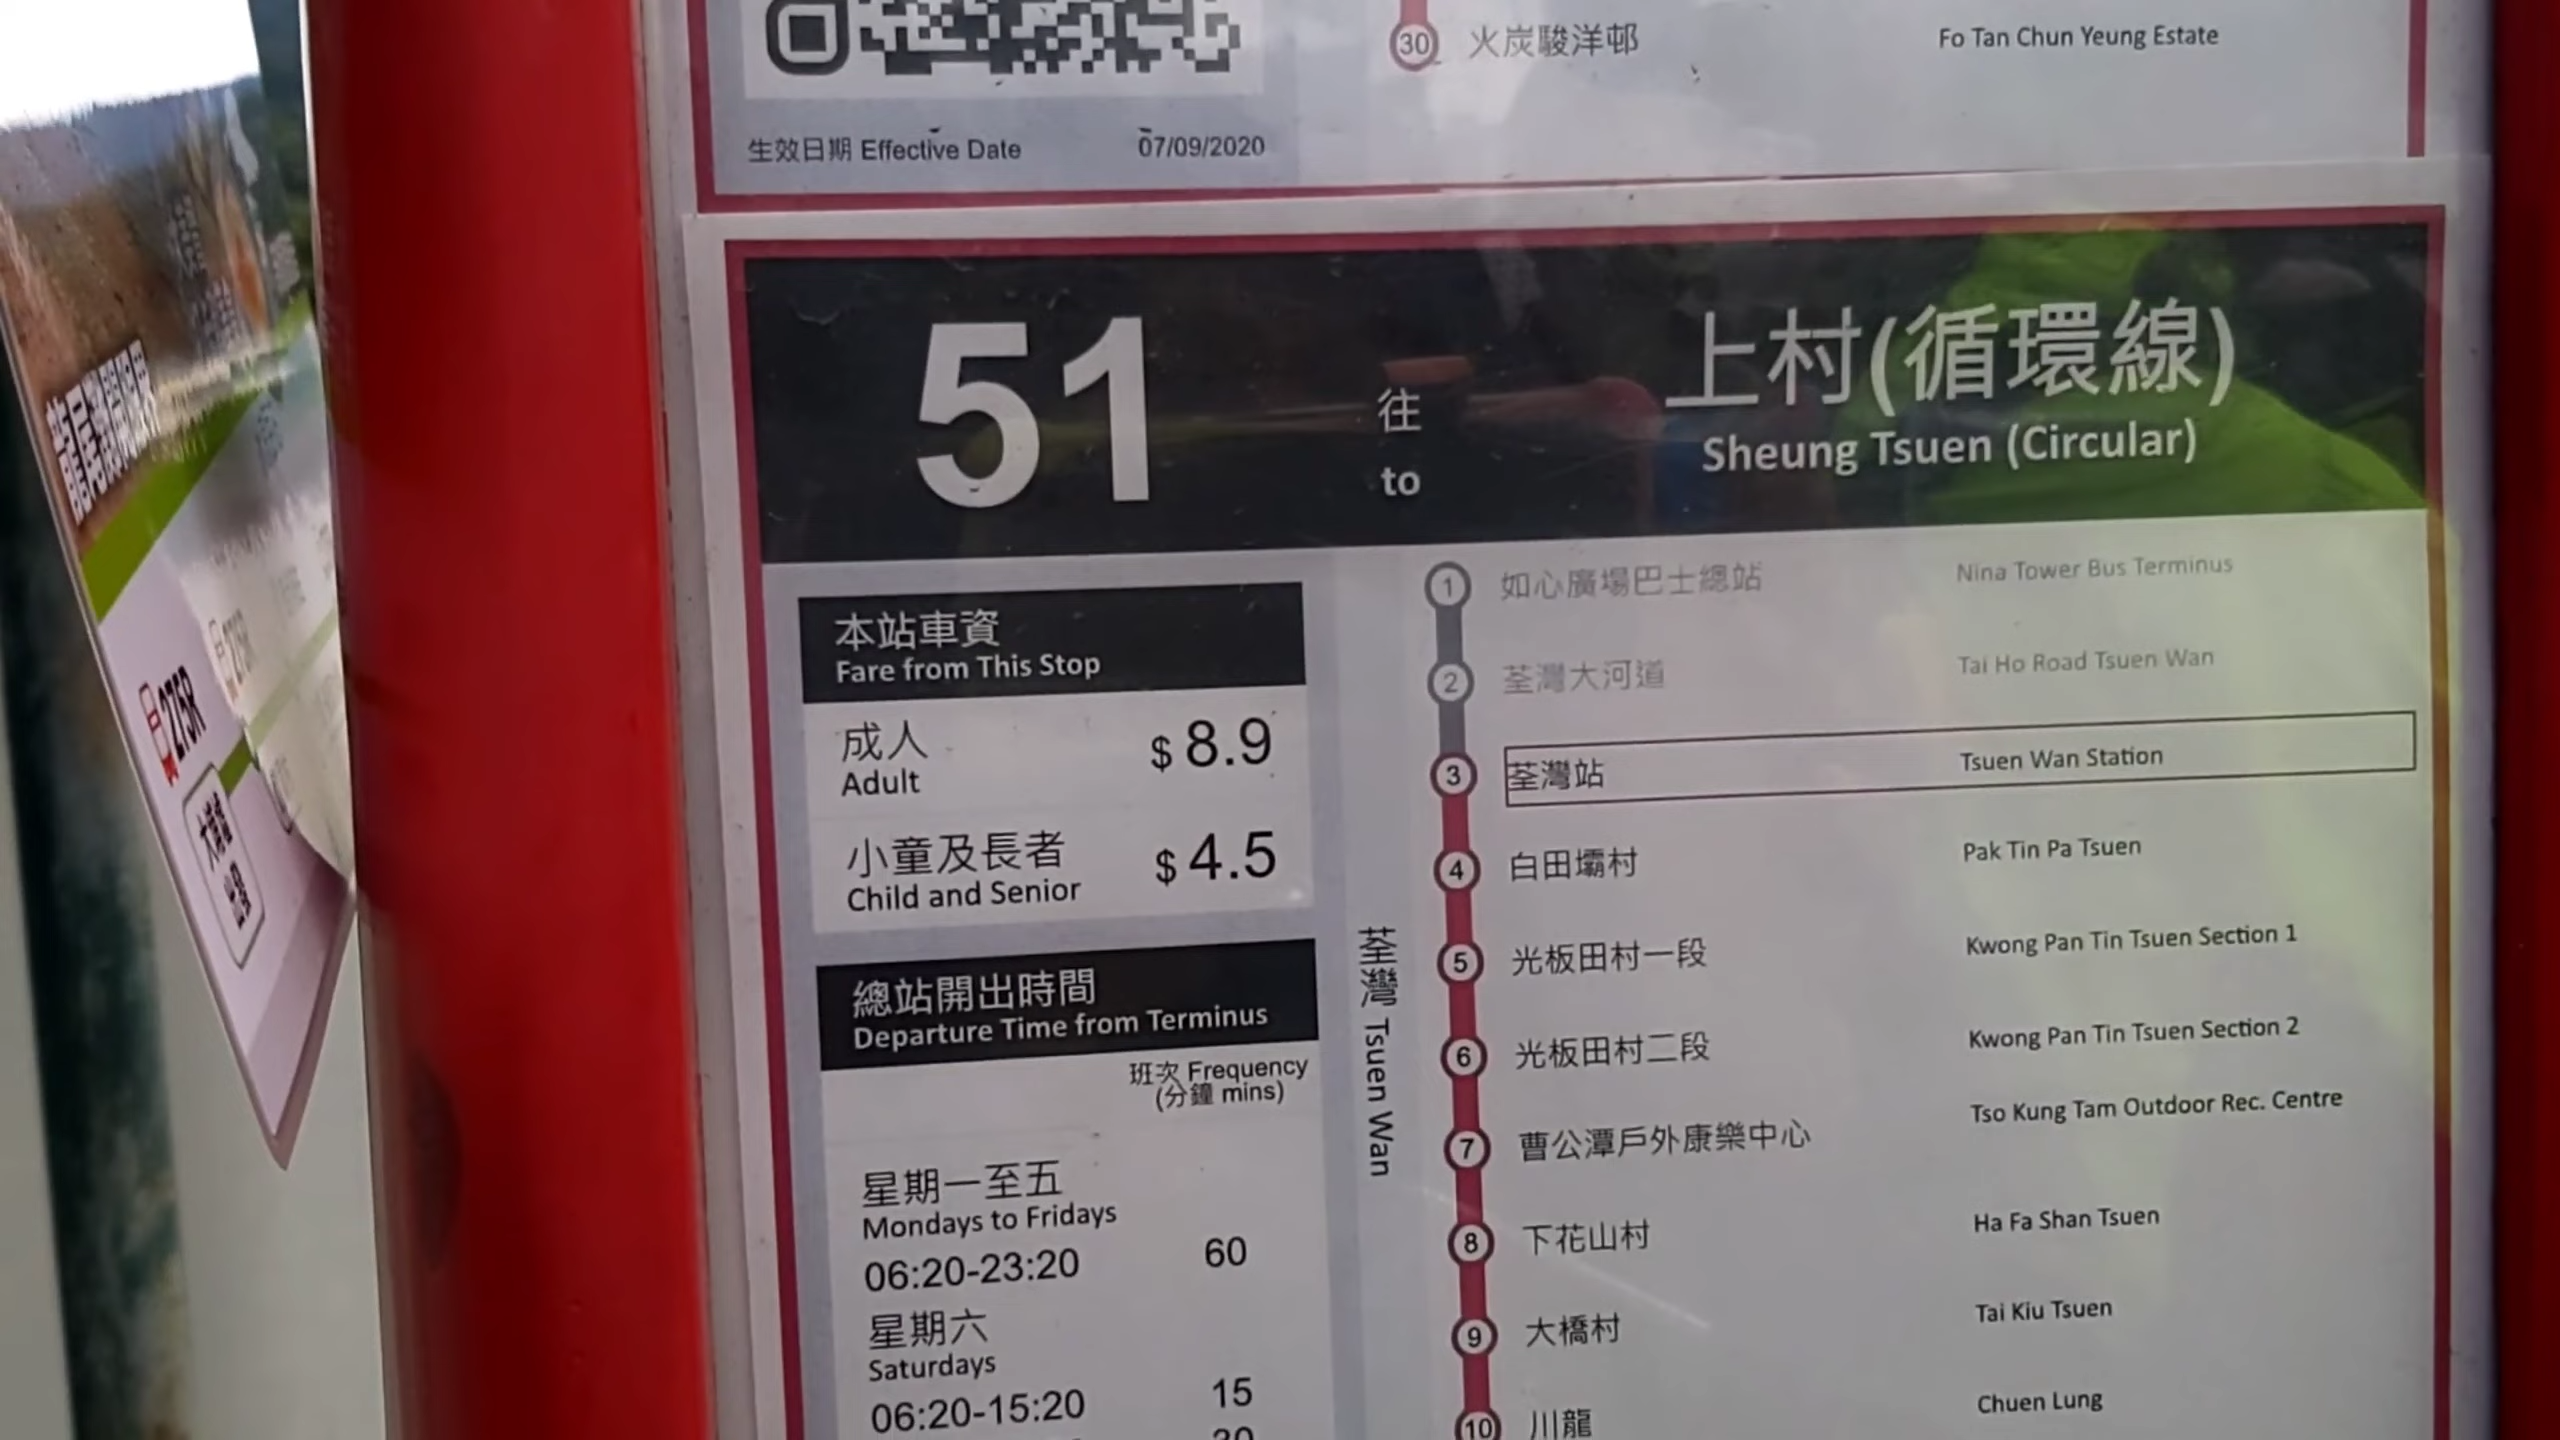 30 火炭駿洋邨 Fo Tan Chun Yeung Estate
生效日期 Effective Date 07/09/2020
51 往 to 上村(循環線)
Sheung Tsuen (Circular)
本站車資
Fare from This Stop
成人 $ 8.9
Adult
小童及長者 $ 4.5
Child and Senior
總站開出時間
Departure Time from Terminus
班次 Frequency
(分鐘 mins)
星期一至五
Mondays to Fridays
06:20-23:20 60
星期六
Saturdays
06:20-15:20 15
荃灣 Tsuen Wan
1 如心廣場巴士總站 Nina Tower Bus Terminus
2 荃灣大河道 Tai Ho Road Tsuen Wan
3 荃灣站 Tsuen Wan Station
4 白田壩村 Pak Tin Pa Tsuen
5 光板田村一段 Kwong Pan Tin Tsuen Section 1
6 光板田村二段 Kwong Pan Tin Tsuen Section 2
7 曹公潭戶外康樂中心 Tso Kung Tam Outdoor Rec. Centre
8 下花山村 Ha Fa Shan Tsuen
9 大橋村 Tai Kiu Tsuen
10 川龍 Chuen Lung
275R